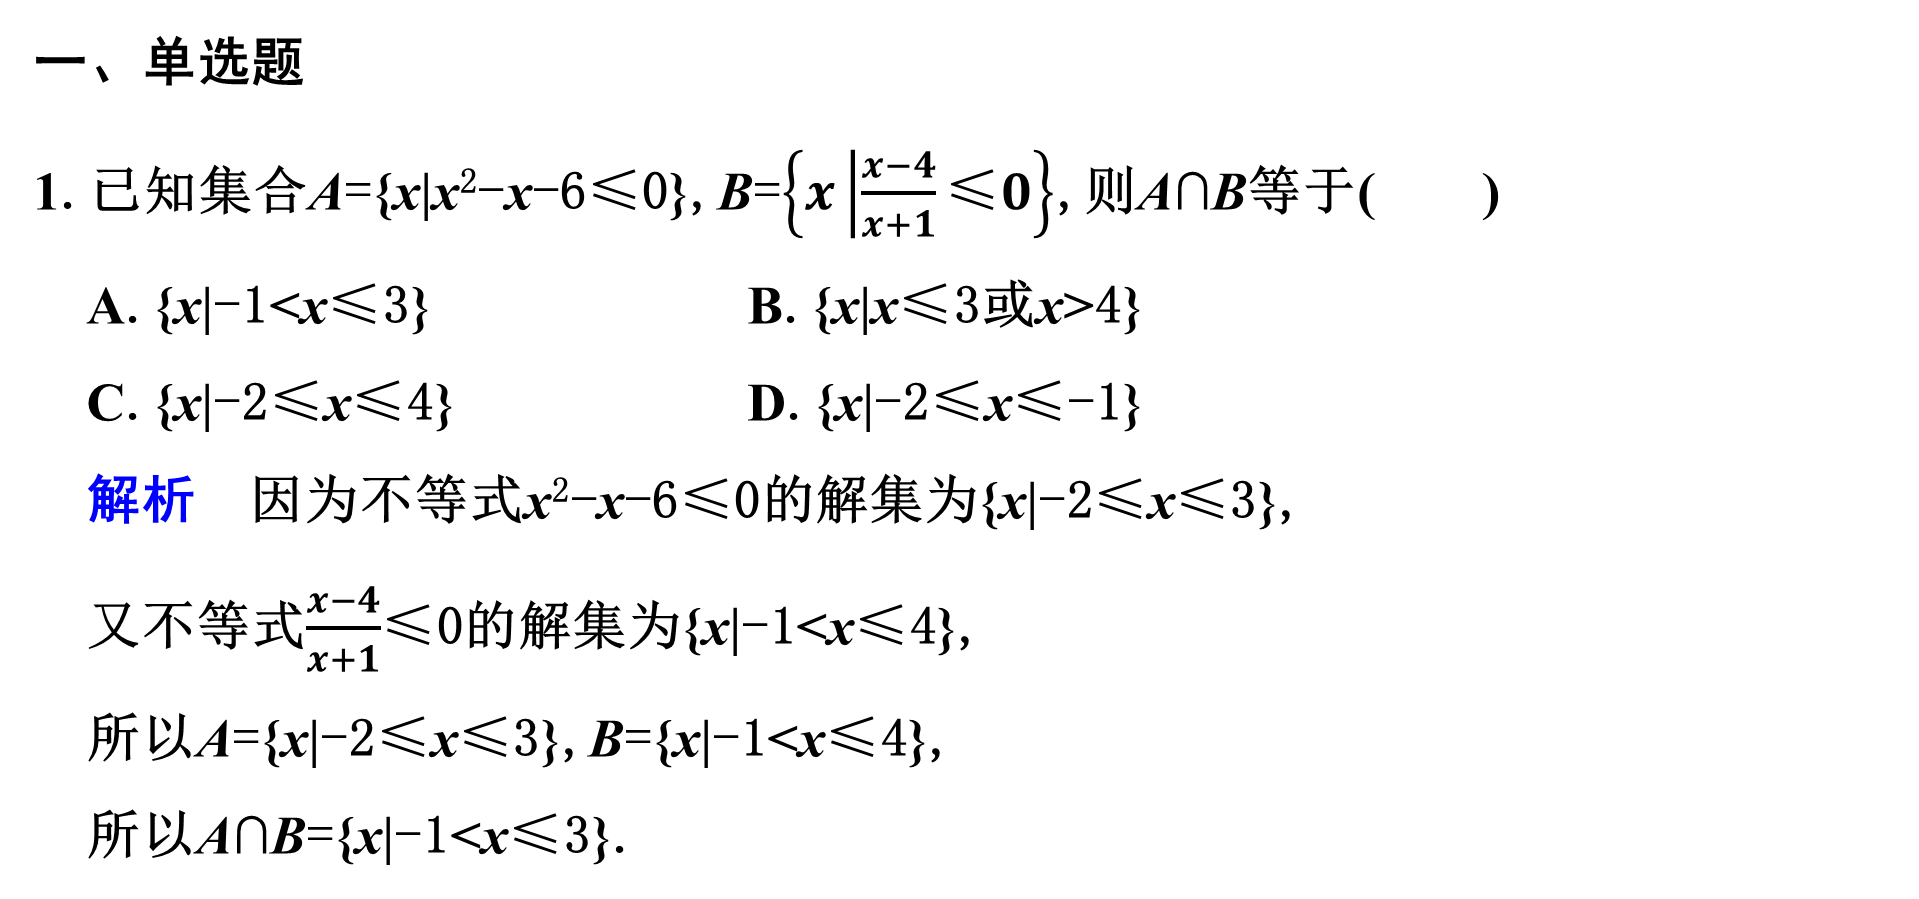 一、单选题
1. 已知集合A={x|x²−x−6≤0}, B={x|\frac{x−4}{x+1}≤0}, 则A∩B等于(  )
A. {x|−1<x≤3}  B. {x|x≤3或x>4}
C. {x|−2≤x≤4}  D. {x|−2≤x≤−1}
解析 因为不等式x²−x−6≤0的解集为{x|−2≤x≤3},
又不等式\frac{x−4}{x+1}≤0的解集为{x|−1<x≤4},
所以A={x|−2≤x≤3}, B={x|−1<x≤4},
所以A∩B={x|−1<x≤3}.